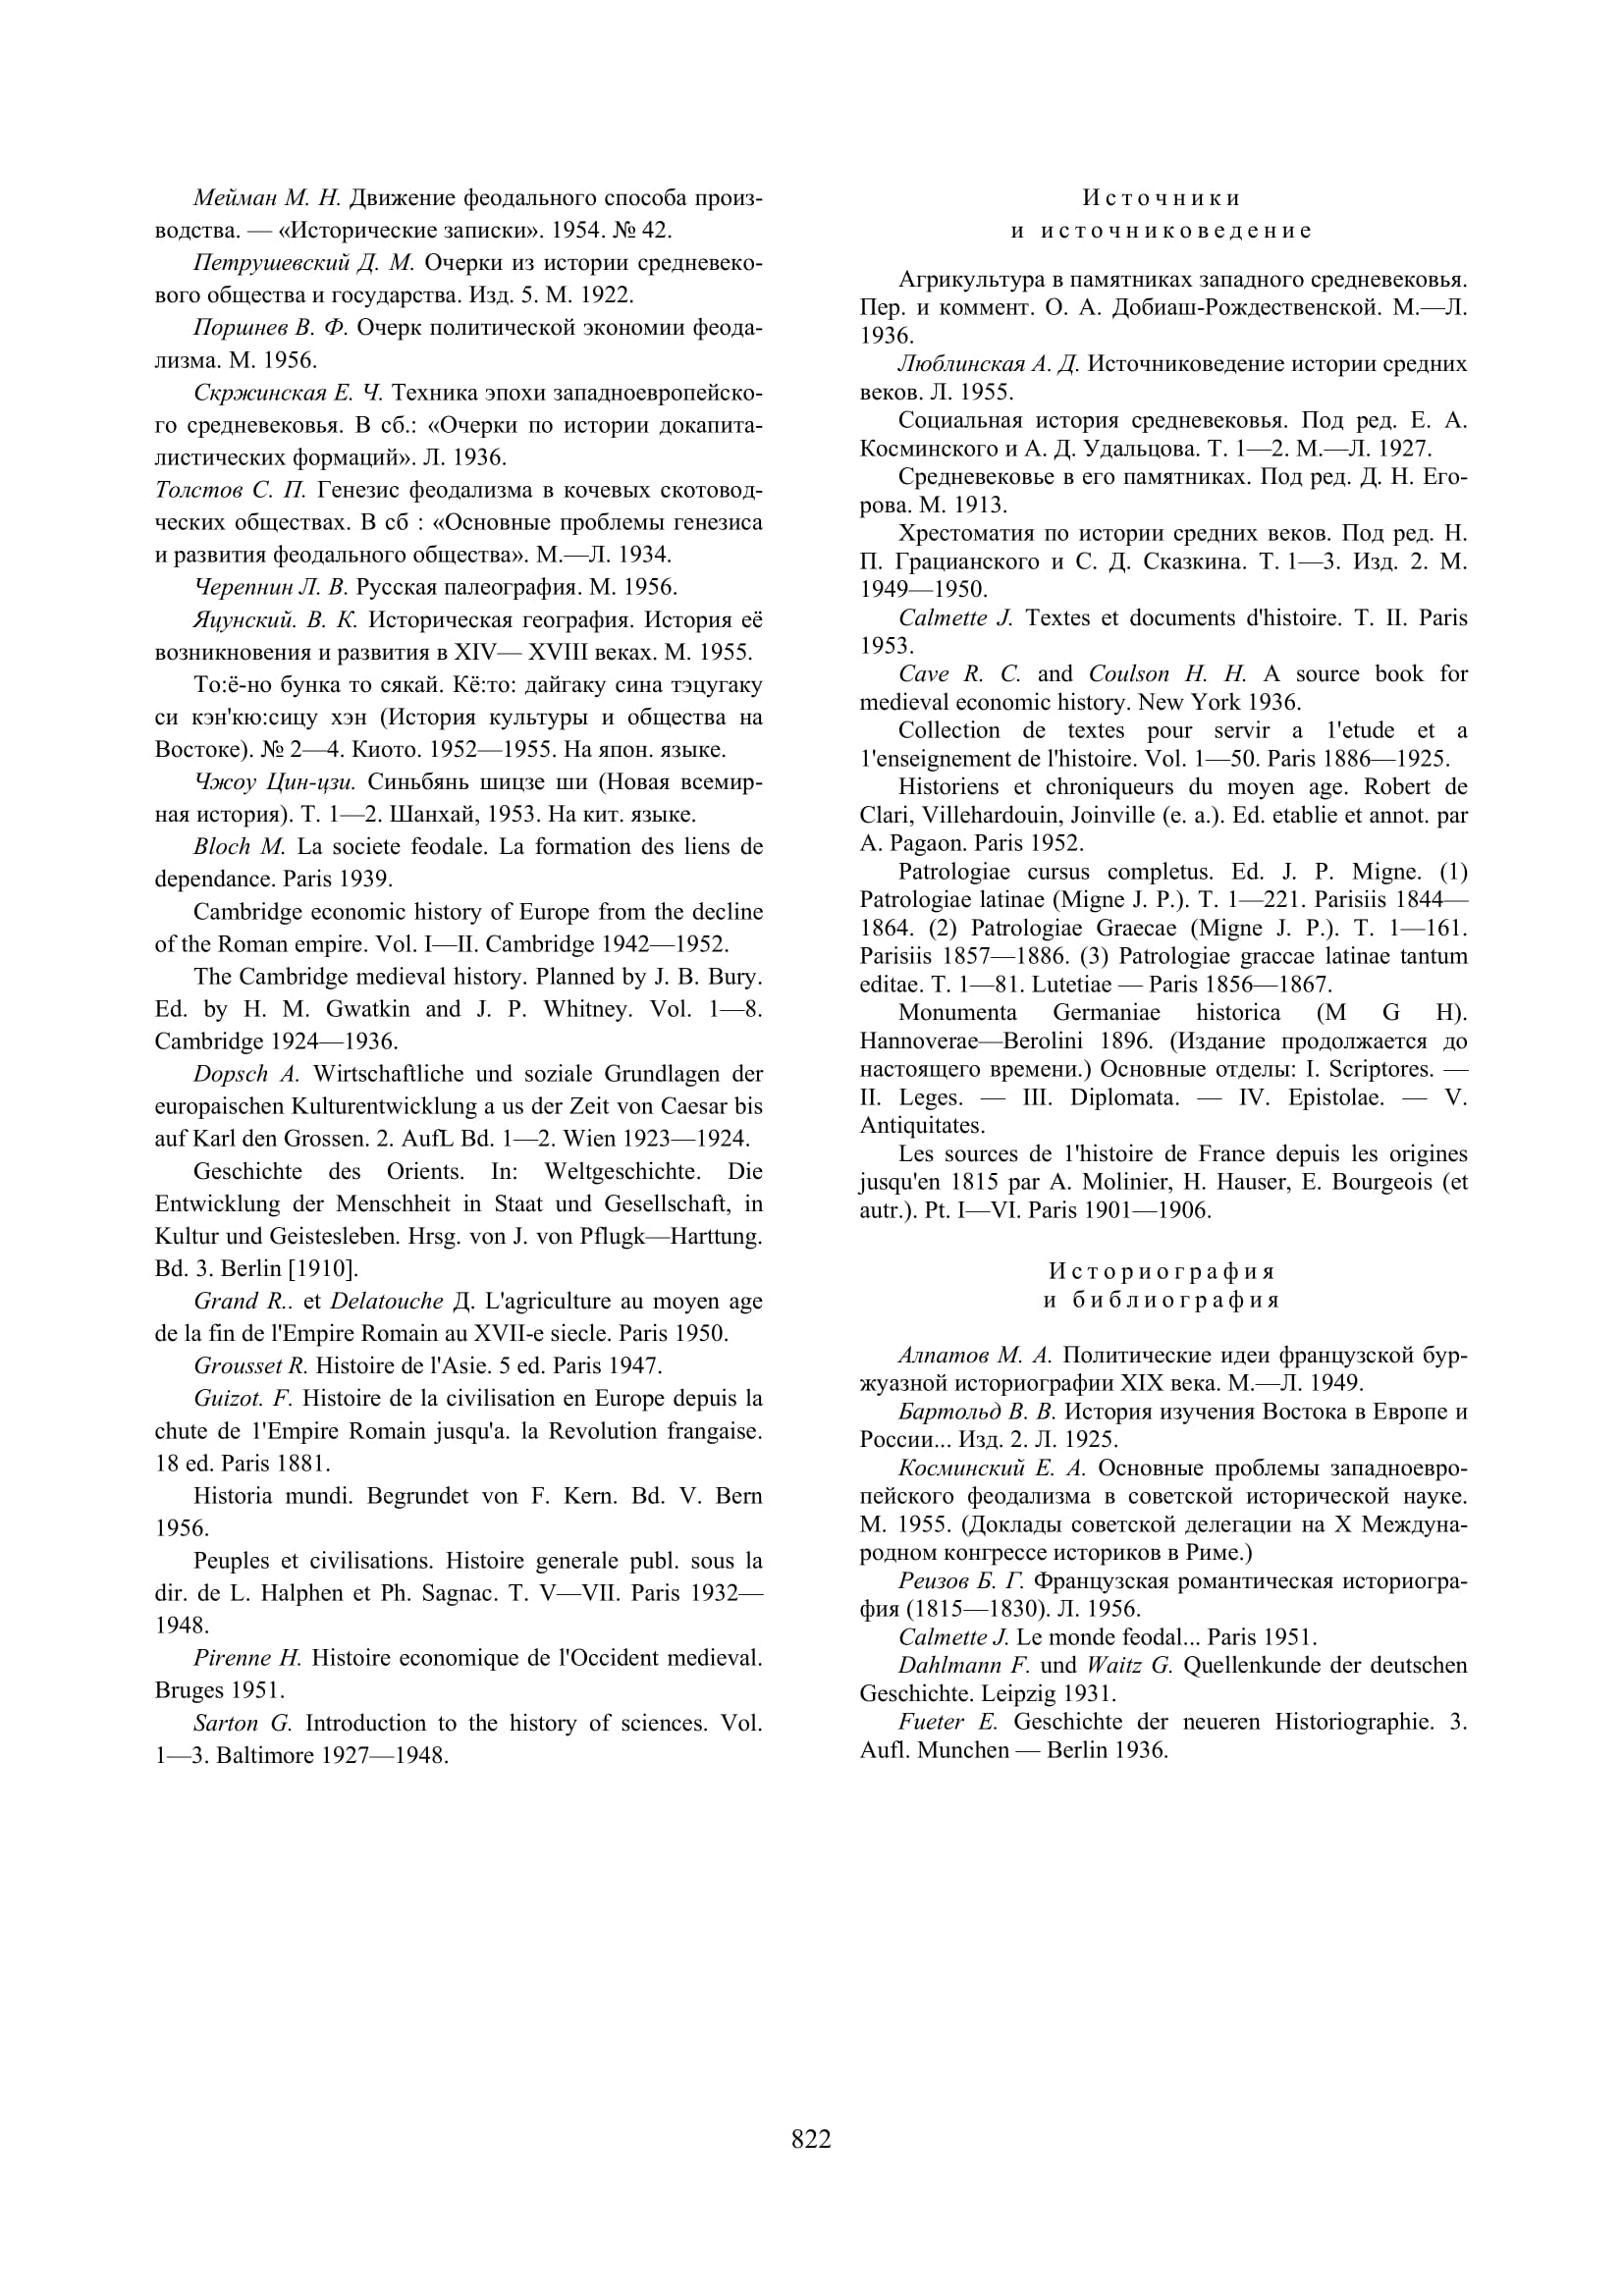 Мейман М. Н. Движение феодального способа произ-
водства. — «Исторические записки». 1954. № 42.
Петрушевский Д. М. Очерки из истории средневеко-
вого общества и государства. Изд. 5. М. 1922.
Поршнев В. Ф. Очерк политической экономии феода-
лизма. М. 1956.
Скржинская Е. Ч. Техника эпохи западноевропейско-
го средневековья. В сб.: «Очерки по истории докапита-
листических формаций». Л. 1936.
Толстов С. П. Генезис феодализма в кочевых скотовод-
ческих обществах. В сб : «Основные проблемы генезиса
и развития феодального общества». М.—Л. 1934.
Черепнин Л. В. Русская палеография. М. 1956.
Яцунский. В. К. Историческая география. История её
возникновения и развития в XIV— XVIII веках. М. 1955.
То:ё-но бунка то сякай. Кё:то: дайгаку сина тэцугаку
си кэн'кю:сицу хэн (История культуры и общества на
Востоке). № 2—4. Киото. 1952—1955. На япон. языке.
Чжоу Цин-цзи. Синьбянь шицзе ши (Новая всемир-
ная история). Т. 1—2. Шанхай, 1953. На кит. языке.
Bloch M. La societe feodale. La formation des liens de
dependance. Paris 1939.
Cambridge economic history of Europe from the decline
of the Roman empire. Vol. I—II. Cambridge 1942—1952.
The Cambridge medieval history. Planned by J. B. Bury.
Ed. by H. M. Gwatkin and J. P. Whitney. Vol. 1—8.
Cambridge 1924—1936.
Dopsch A. Wirtschaftliche und soziale Grundlagen der
europaischen Kulturentwicklung a us der Zeit von Caesar bis
auf Karl den Grossen. 2. AufL Bd. 1—2. Wien 1923—1924.
Geschichte des Orients. In: Weltgeschichte. Die
Entwicklung der Menschheit in Staat und Gesellschaft, in
Kultur und Geistesleben. Hrsg. von J. von Pflugk—Harttung.
Bd. 3. Berlin [1910].
Grand R.. et Delatouche Д. L'agriculture au moyen age
de la fin de l'Empire Romain au XVII-e siecle. Paris 1950.
Grousset R. Histoire de l'Asie. 5 ed. Paris 1947.
Guizot. F. Histoire de la civilisation en Europe depuis la
chute de 1'Empire Romain jusqu'a. la Revolution frangaise.
18 ed. Paris 1881.
Historia mundi. Begrundet von F. Kern. Bd. V. Bern
1956.
Peuples et civilisations. Histoire generale publ. sous la
dir. de L. Halphen et Ph. Sagnac. T. V—VII. Paris 1932—
1948.
Pirenne H. Histoire economique de l'Occident medieval.
Bruges 1951.
Sarton G. Introduction to the history of sciences. Vol.
1—3. Baltimore 1927—1948.
Источники
и источниковедение
Агрикультура в памятниках западного средневековья.
Пер. и коммент. О. А. Добиаш-Рождественской. М.—Л.
1936.
Люблинская А. Д. Источниковедение истории средних
веков. Л. 1955.
Социальная история средневековья. Под ред. Е. А.
Косминского и А. Д. Удальцова. Т. 1—2. М.—Л. 1927.
Средневековье в его памятниках. Под ред. Д. Н. Его-
рова. М. 1913.
Хрестоматия по истории средних веков. Под ред. Н.
П. Грацианского и С. Д. Сказкина. Т. 1—3. Изд. 2. М.
1949—1950.
Calmette J. Textes et documents d'histoire. T. II. Paris
1953.
Cave R. C. and Coulson H. H. A source book for
medieval economic history. New York 1936.
Collection de textes pour servir a 1'etude et a
1'enseignement de l'histoire. Vol. 1—50. Paris 1886—1925.
Historiens et chroniqueurs du moyen age. Robert de
Clari, Villehardouin, Joinville (e. a.). Ed. etablie et annot. par
A. Pagaon. Paris 1952.
Patrologiae cursus completus. Ed. J. P. Migne. (1)
Patrologiae latinae (Migne J. P.). T. 1—221. Parisiis 1844—
1864. (2) Patrologiae Graecae (Migne J. P.). T. 1—161.
Parisiis 1857—1886. (3) Patrologiae graccae latinae tantum
editae. T. 1—81. Lutetiae — Paris 1856—1867.
Monumenta Germaniae historica (M G H).
Hannoverae—Berolini 1896. (Издание продолжается до
настоящего времени.) Основные отделы: I. Scriptores. —
II. Leges. — III. Diplomata. — IV. Epistolae. — V.
Antiquitates.
Les sources de 1'histoire de France depuis les origines
jusqu'en 1815 par A. Molinier, H. Hauser, E. Bourgeois (et
autr.). Pt. I—VI. Paris 1901—1906.
Историография
и библиография
Алпатов М. А. Политические идеи французской бур-
жуазной историографии XIX века. М.—Л. 1949.
Бартольд В. В. История изучения Востока в Европе и
России... Изд. 2. Л. 1925.
Косминский Е. А. Основные проблемы западноевро-
пейского феодализма в советской исторической науке.
М. 1955. (Доклады советской делегации на X Междуна-
родном конгрессе историков в Риме.)
Реизов Б. Г. Французская романтическая историогра-
фия (1815—1830). Л. 1956.
Calmette J. Le monde feodal... Paris 1951.
Dahlmann F. und Waitz G. Quellenkunde der deutschen
Geschichte. Leipzig 1931.
Fueter E. Geschichte der neueren Historiographie. 3.
Aufl. Munchen — Berlin 1936.
822